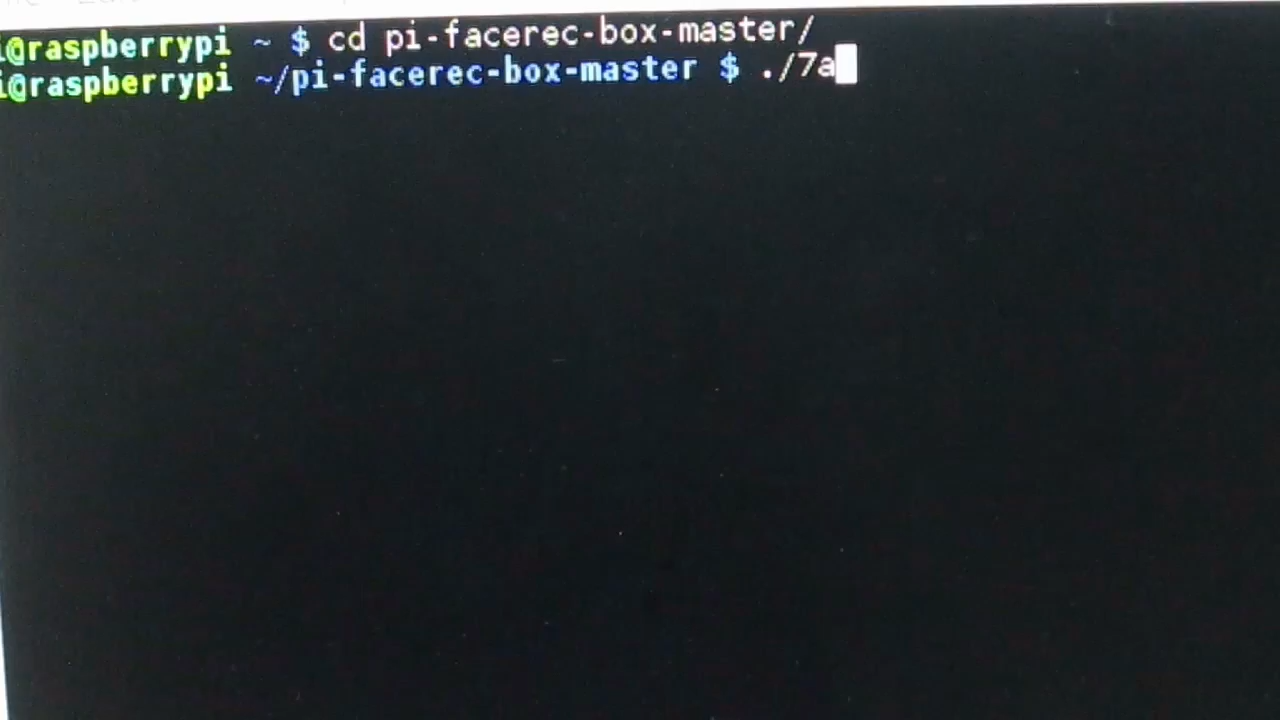 i@raspberrypi ~ $ cd pi-facerec-box-master/
i@raspberrypi ~/pi-facerec-box-master $ ./7a